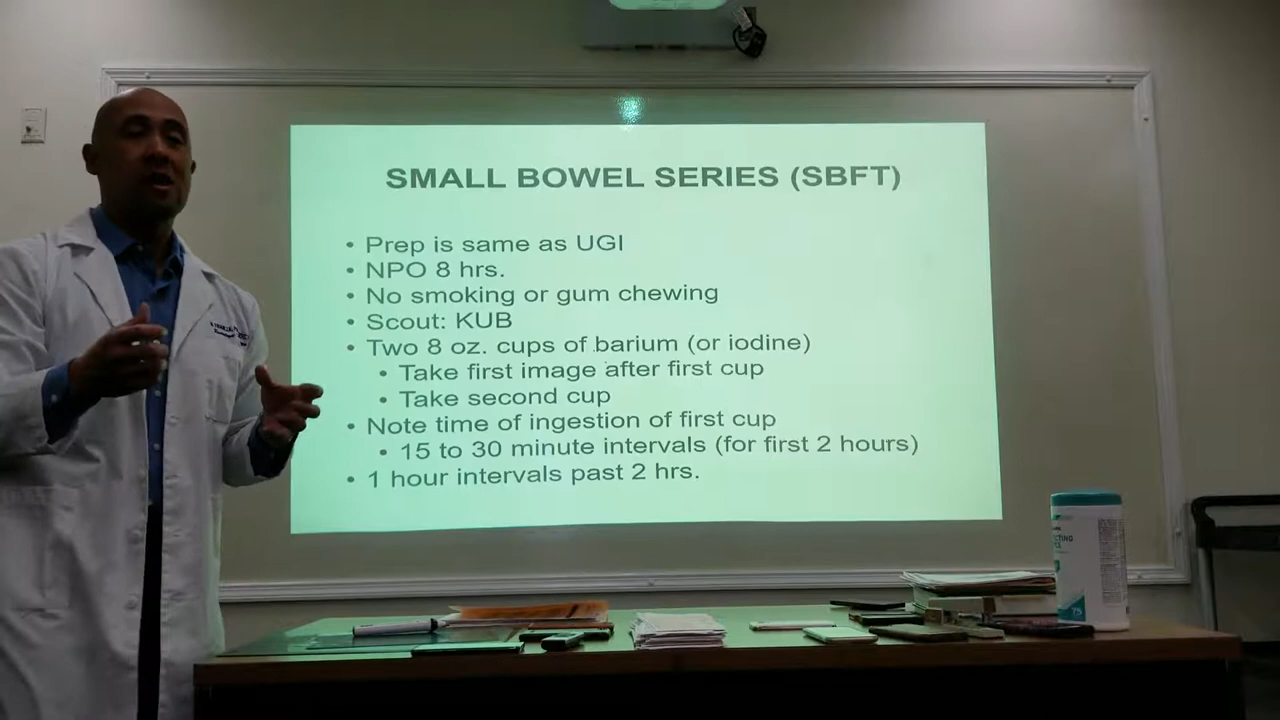 SMALL BOWEL SERIES (SBFT)
• Prep is same as UGI
• NPO 8 hrs.
• No smoking or gum chewing
• Scout: KUB
• Two 8 oz. cups of barium (or iodine)
• Take first image after first cup
• Take second cup
• Note time of ingestion of first cup
• 15 to 30 minute intervals (for first 2 hours)
• 1 hour intervals past 2 hrs.
75